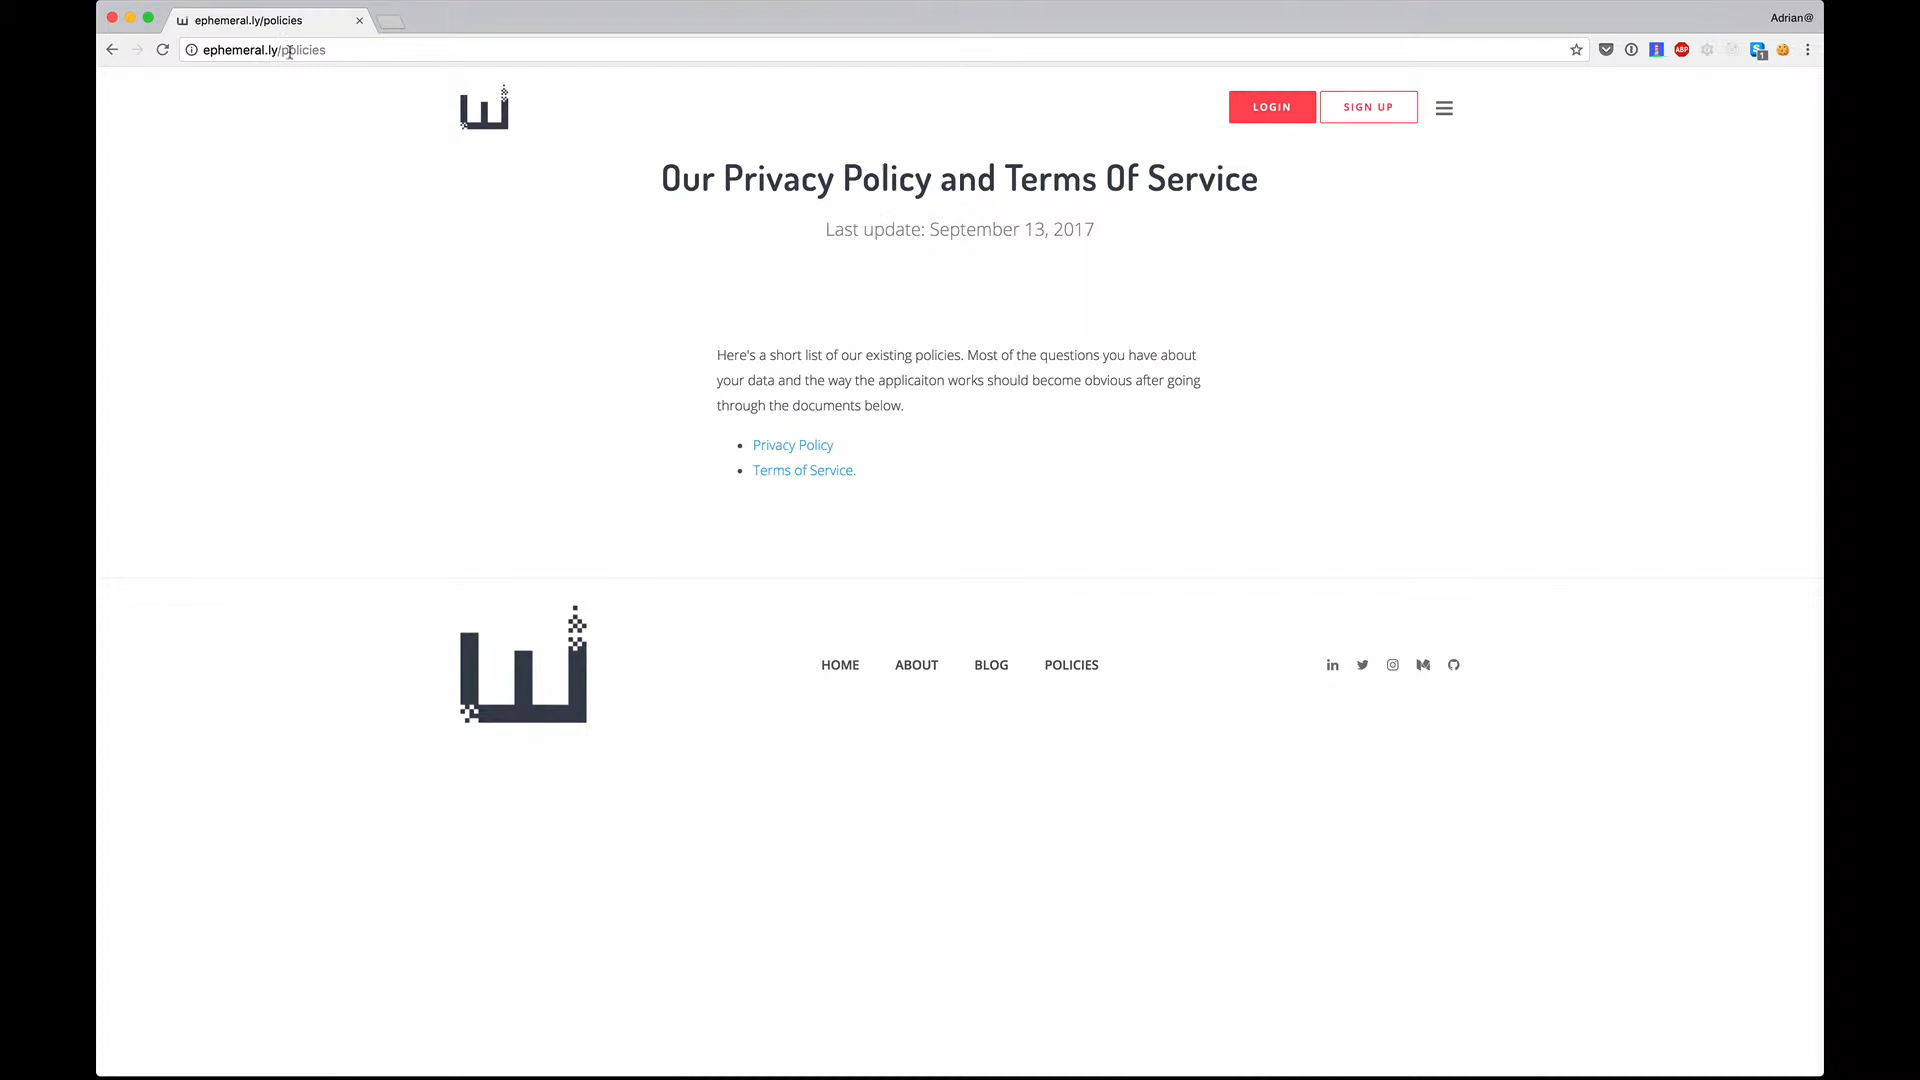 ephemeral.ly/policies
Adrian@
ephemeral.ly/policies
ABP
1
LOGIN
SIGN UP
Our Privacy Policy and Terms Of Service
Last update: September 13, 2017
Here's a short list of our existing policies. Most of the questions you have about
your data and the way the applicaiton works should become obvious after going
through the documents below.
Privacy Policy
Terms of Service.
HOME
ABOUT
BLOG
POLICIES
in